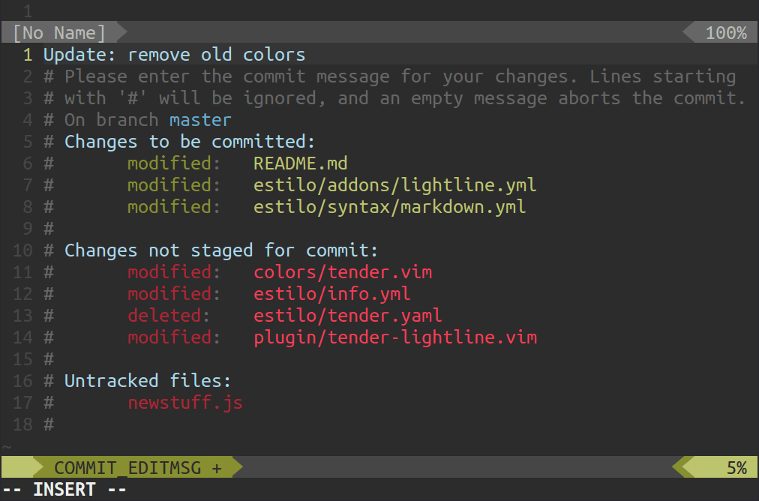 1
[No Name] 100%
1 Update: remove old colors
2 # Please enter the commit message for your changes. Lines starting
3 # with '#' will be ignored, and an empty message aborts the commit.
4 # On branch master
5 # Changes to be committed:
6 #       modified:   README.md
7 #       modified:   estilo/addons/lightline.yml
8 #       modified:   estilo/syntax/markdown.yml
9 #
10 # Changes not staged for commit:
11 #       modified:   colors/tender.vim
12 #       modified:   estilo/info.yml
13 #       deleted:    estilo/tender.yaml
14 #       modified:   plugin/tender-lightline.vim
15 #
16 # Untracked files:
17 #       newstuff.js
18 #
~
COMMIT_EDITMSG + 5%
-- INSERT --